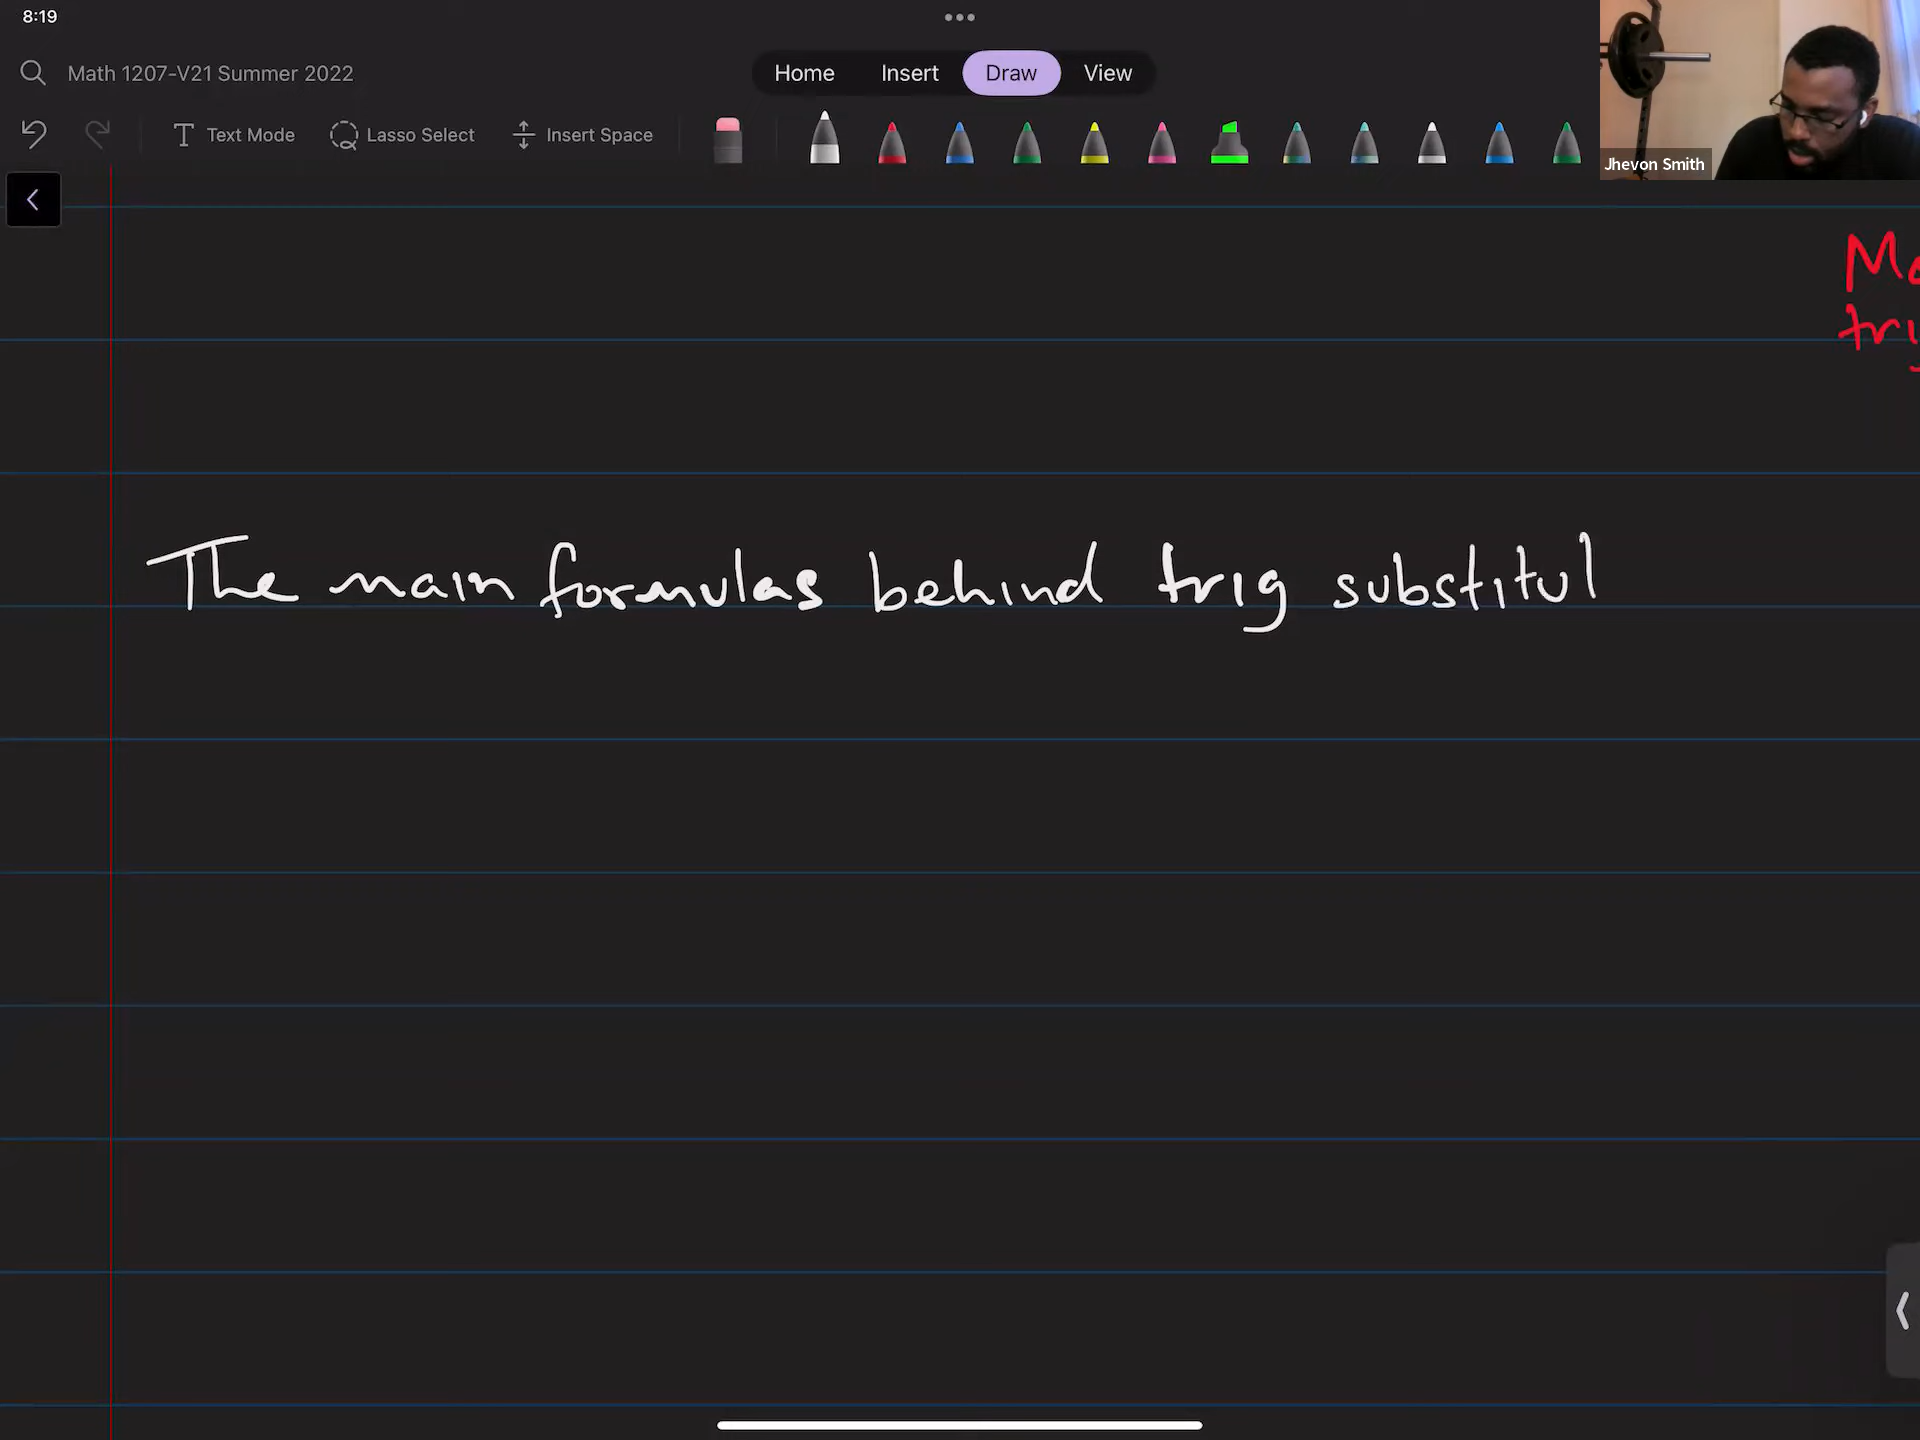 8:19
Math 1207-V21 Summer 2022
Home Insert Draw View
Text Mode Lasso Select Insert Space
Jhevon Smith
The main formulas behind trig substitul